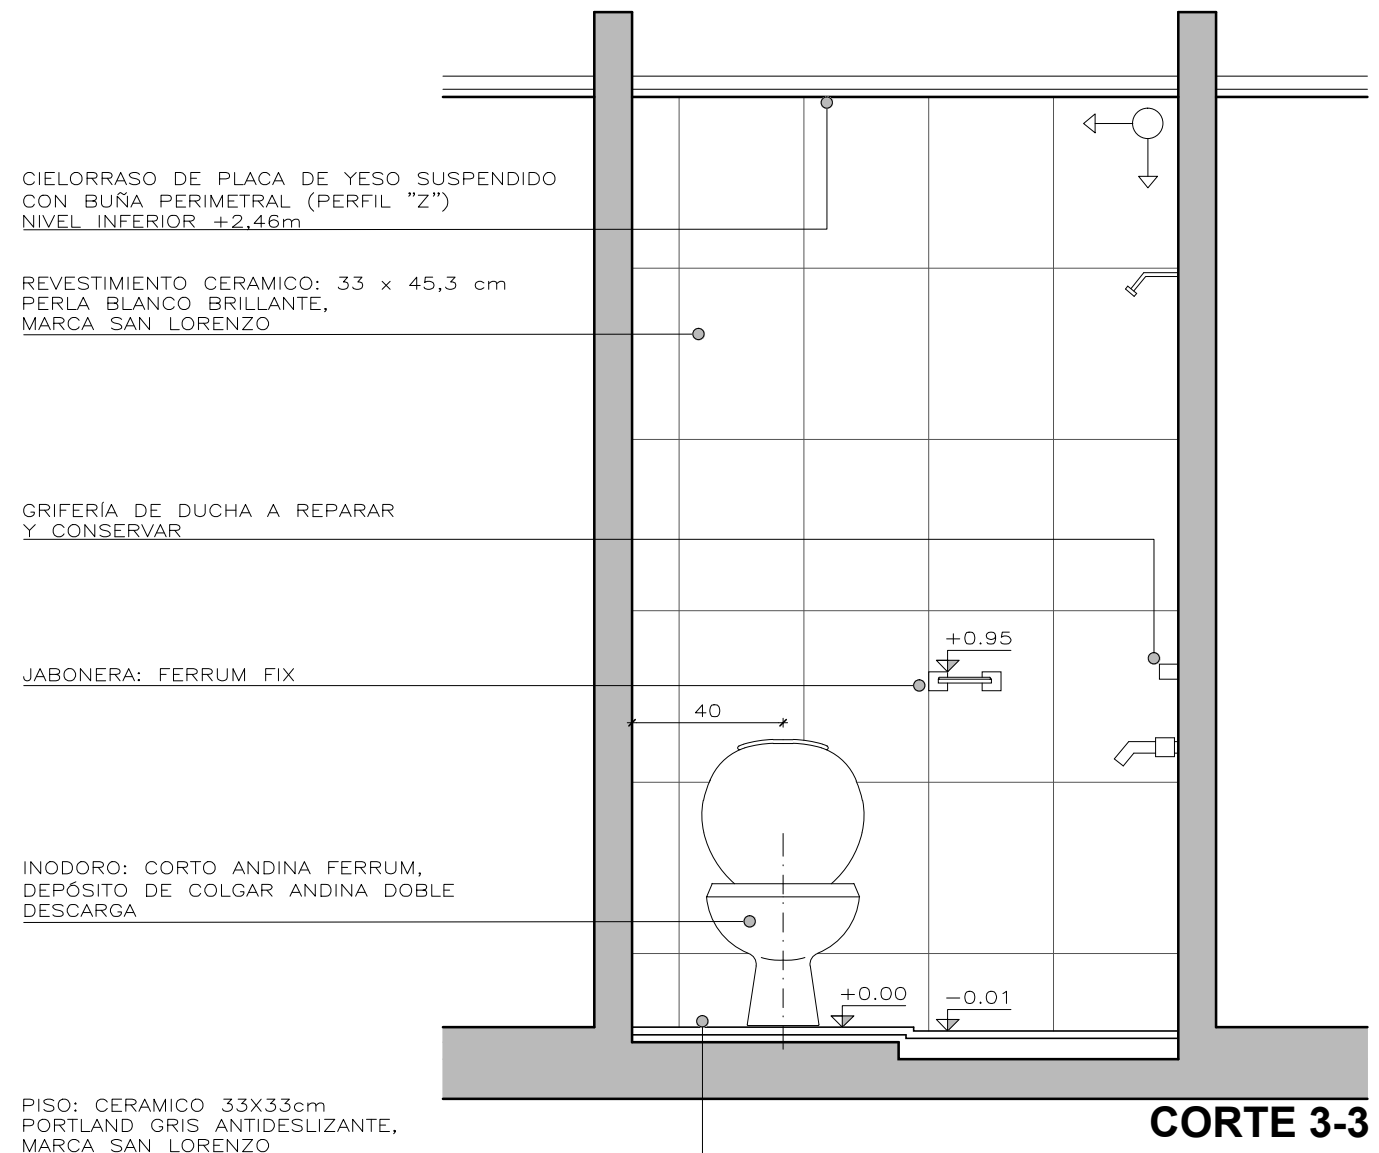 CIELORRASO DE PLACA DE YESO SUSPENDIDO
CON BUÑA PERIMETRAL (PERFIL "Z")
NIVEL INFERIOR +2,46m
REVESTIMIENTO CERAMICO: 33 x 45,3 cm
PERLA BLANCO BRILLANTE,
MARCA SAN LORENZO
GRIFERÍA DE DUCHA A REPARAR
Y CONSERVAR
+0.95
JABONERA: FERRUM FIX
40
INODORO: CORTO ANDINA FERRUM,
DEPÓSITO DE COLGAR ANDINA DOBLE
DESCARGA
+0.00
-0.01
PISO: CERAMICO 33X33cm
PORTLAND GRIS ANTIDESLIZANTE,
MARCA SAN LORENZO
CORTE 3-3